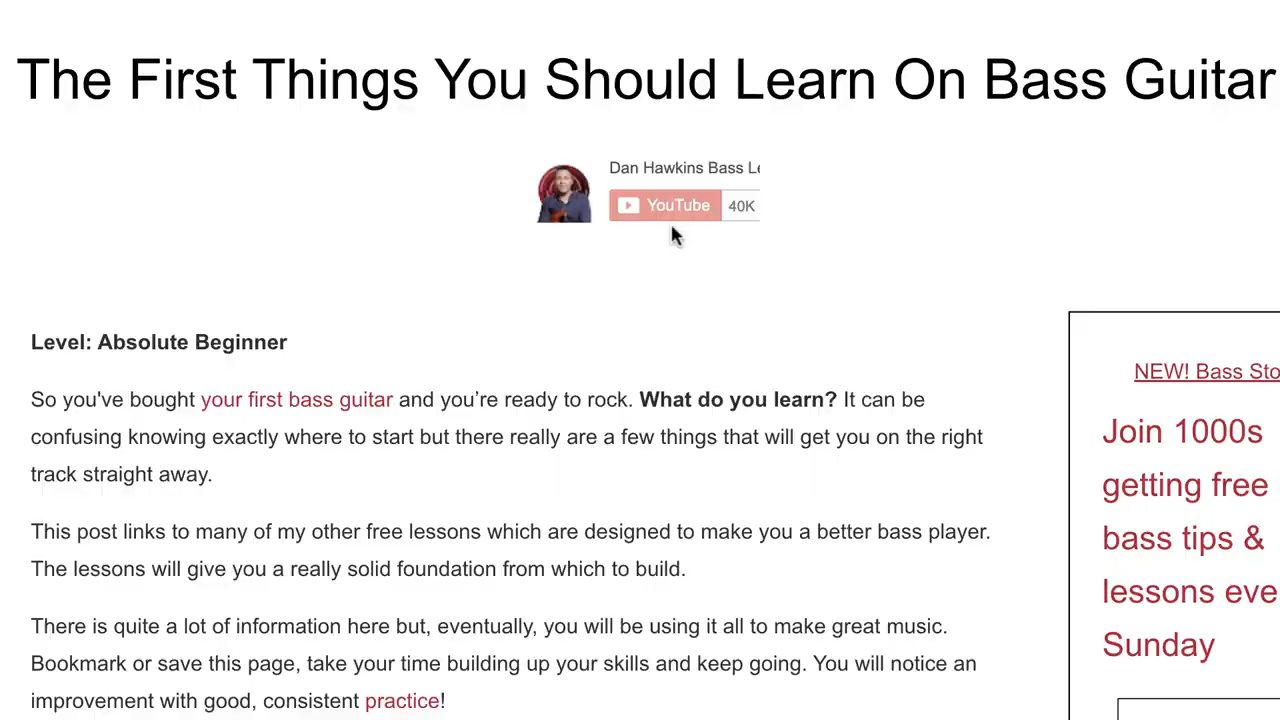 The First Things You Should Learn On Bass Guitar
Dan Hawkins Bass Le
YouTube 40K
Level: Absolute Beginner
So you've bought your first bass guitar and you’re ready to rock. What do you learn? It can be
confusing knowing exactly where to start but there really are a few things that will get you on the right
track straight away.
This post links to many of my other free lessons which are designed to make you a better bass player.
The lessons will give you a really solid foundation from which to build.
There is quite a lot of information here but, eventually, you will be using it all to make great music.
Bookmark or save this page, take your time building up your skills and keep going. You will notice an
improvement with good, consistent practice!
NEW! Bass Sto
Join 1000s
getting free
bass tips &
lessons eve
Sunday